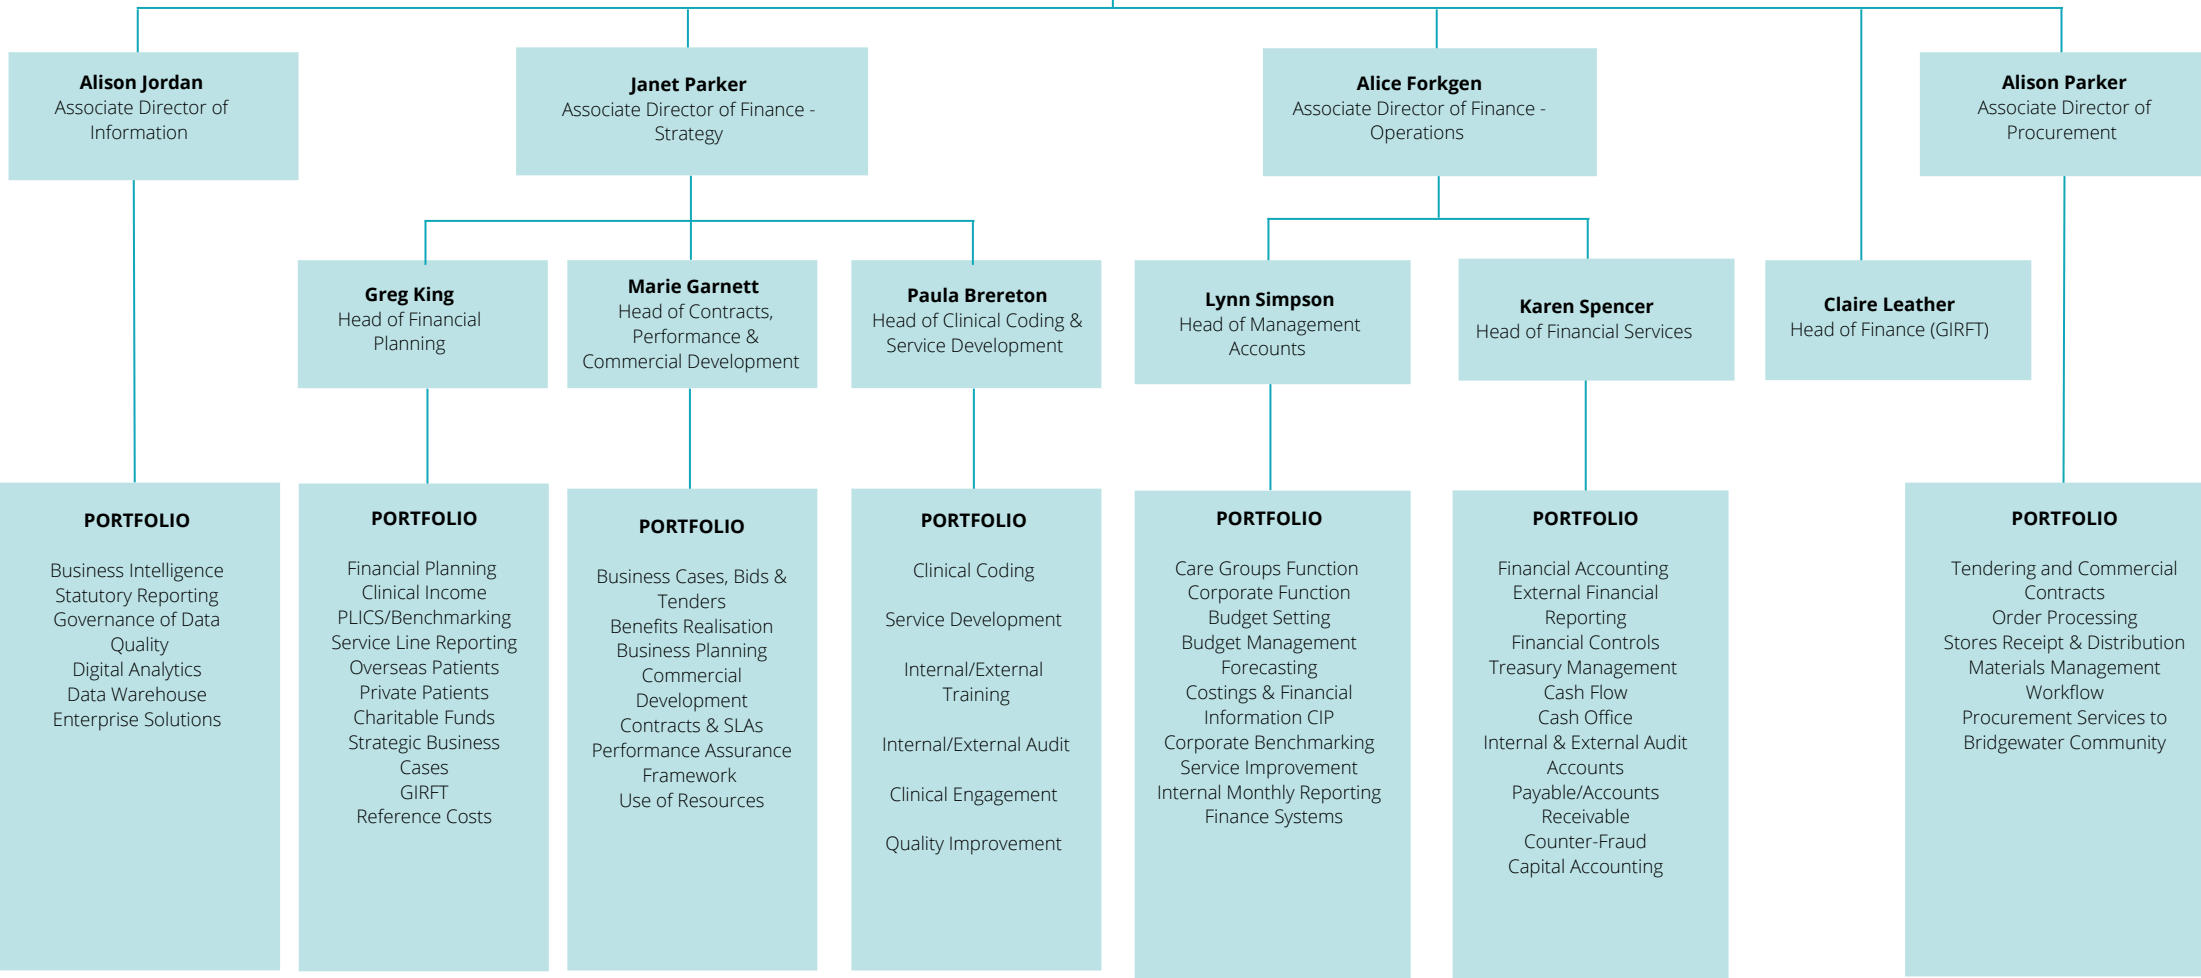 Alison Jordan
Associate Director of
Information
Janet Parker
Associate Director of Finance -
Strategy
Alice Forkgen
Associate Director of Finance -
Operations
Alison Parker
Associate Director of
Procurement
Greg King
Head of Financial
Planning
Marie Garnett
Head of Contracts,
Performance &
Commercial Development
Paula Brereton
Head of Clinical Coding &
Service Development
Lynn Simpson
Head of Management
Accounts
Karen Spencer
Head of Financial Services
Claire Leather
Head of Finance (GIRFT)
PORTFOLIO
Business Intelligence
Statutory Reporting
Governance of Data
Quality
Digital Analytics
Data Warehouse
Enterprise Solutions
PORTFOLIO
Financial Planning
Clinical Income
PLICS/Benchmarking
Service Line Reporting
Overseas Patients
Private Patients
Charitable Funds
Strategic Business
Cases
GIRFT
Reference Costs
PORTFOLIO
Business Cases, Bids &
Tenders
Benefits Realisation
Business Planning
Commercial
Development
Contracts & SLAs
Performance Assurance
Framework
Use of Resources
PORTFOLIO
Clinical Coding
Service Development
Internal/External
Training
Internal/External Audit
Clinical Engagement
Quality Improvement
PORTFOLIO
Care Groups Function
Corporate Function
Budget Setting
Budget Management
Forecasting
Costings & Financial
Information CIP
Corporate Benchmarking
Service Improvement
Internal Monthly Reporting
Finance Systems
PORTFOLIO
Financial Accounting
External Financial
Reporting
Financial Controls
Treasury Management
Cash Flow
Cash Office
Internal & External Audit
Accounts
Payable/Accounts
Receivable
Counter-Fraud
Capital Accounting
PORTFOLIO
Tendering and Commercial
Contracts
Order Processing
Stores Receipt & Distribution
Materials Management
Workflow
Procurement Services to
Bridgewater Community